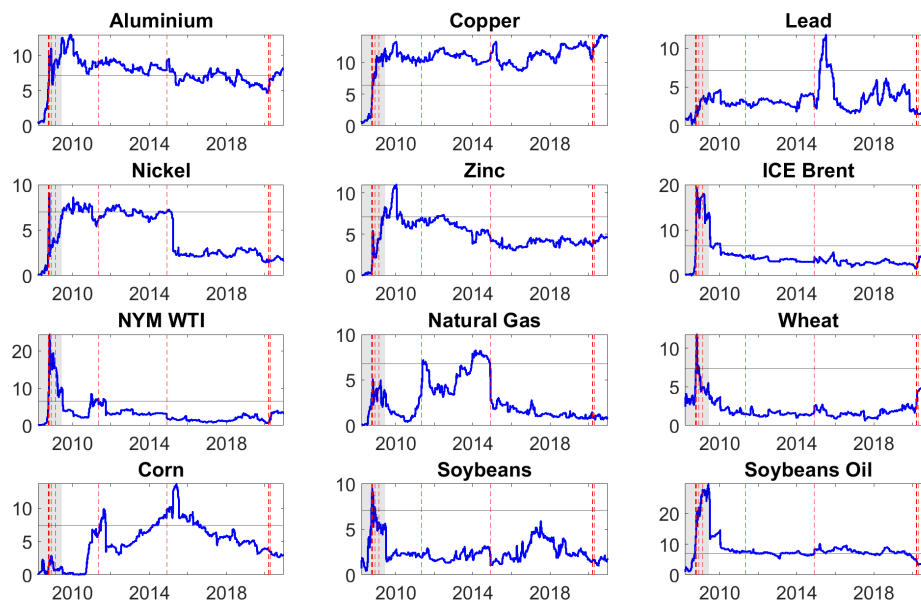 Aluminium Copper Lead
10 5 0 10 5 0 10 5 0
2010 2014 2018 2010 2014 2018 2010 2014 2018
Nickel Zinc ICE Brent
10 5 0 10 5 0 20 10 0
2010 2014 2018 2010 2014 2018 2010 2014 2018
NYM WTI Natural Gas Wheat
20 10 0 10 5 0 10 5 0
2010 2014 2018 2010 2014 2018 2010 2014 2018
Corn Soybeans Soybeans Oil
10 5 0 10 5 0 20 10 0
2010 2014 2018 2010 2014 2018 2010 2014 2018